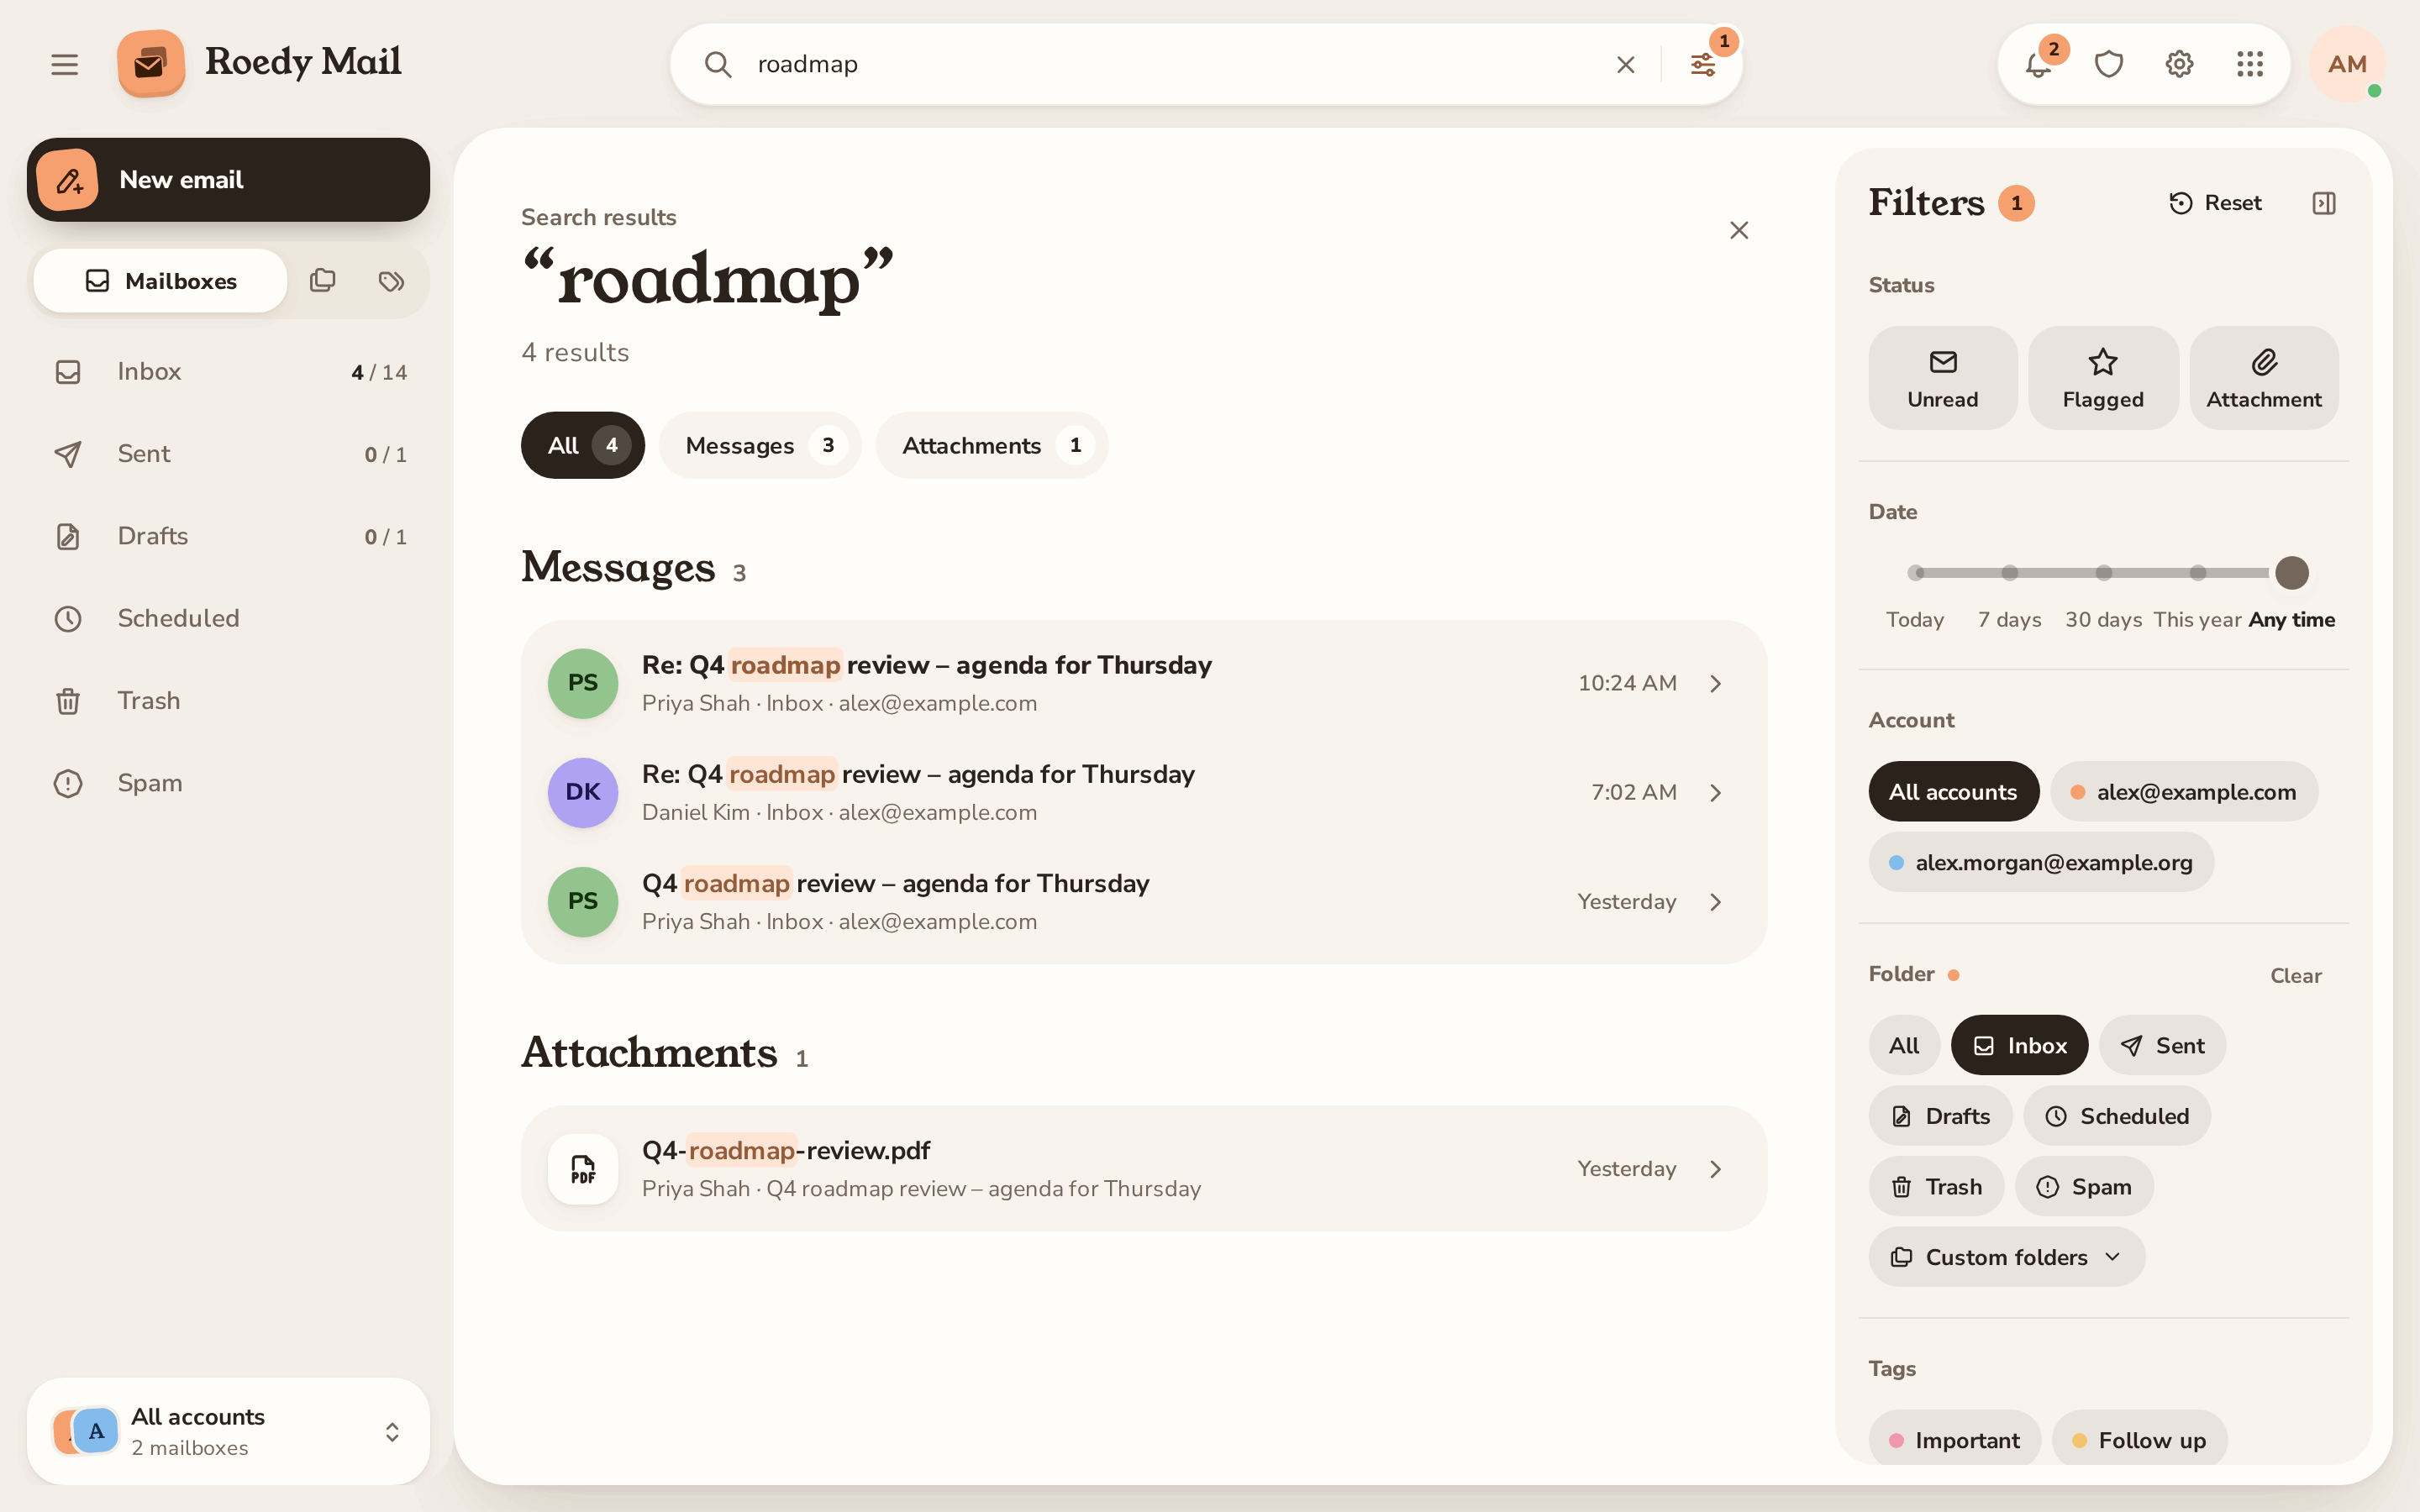 Roedy Mail
roadmap
1
2
AM
New email
Mailboxes
Inbox 4 / 14
Sent 0 / 1
Drafts 0 / 1
Scheduled
Trash
Spam
All accounts
2 mailboxes
A
Search results
“roadmap”
4 results
All 4
Messages 3
Attachments 1
Messages 3
PS
Re: Q4 roadmap review – agenda for Thursday
Priya Shah · Inbox · alex@example.com
10:24 AM
DK
Re: Q4 roadmap review – agenda for Thursday
Daniel Kim · Inbox · alex@example.com
7:02 AM
PS
Q4 roadmap review – agenda for Thursday
Priya Shah · Inbox · alex@example.com
Yesterday
Attachments 1
PDF
Q4-roadmap-review.pdf
Priya Shah · Q4 roadmap review – agenda for Thursday
Yesterday
Filters 1
Reset
Status
Unread
Flagged
Attachment
Date
Today 7 days 30 days This year Any time
Account
All accounts
alex@example.com
alex.morgan@example.org
Folder
Clear
All
Inbox
Sent
Drafts
Scheduled
Trash
Spam
Custom folders
Tags
Important
Follow up